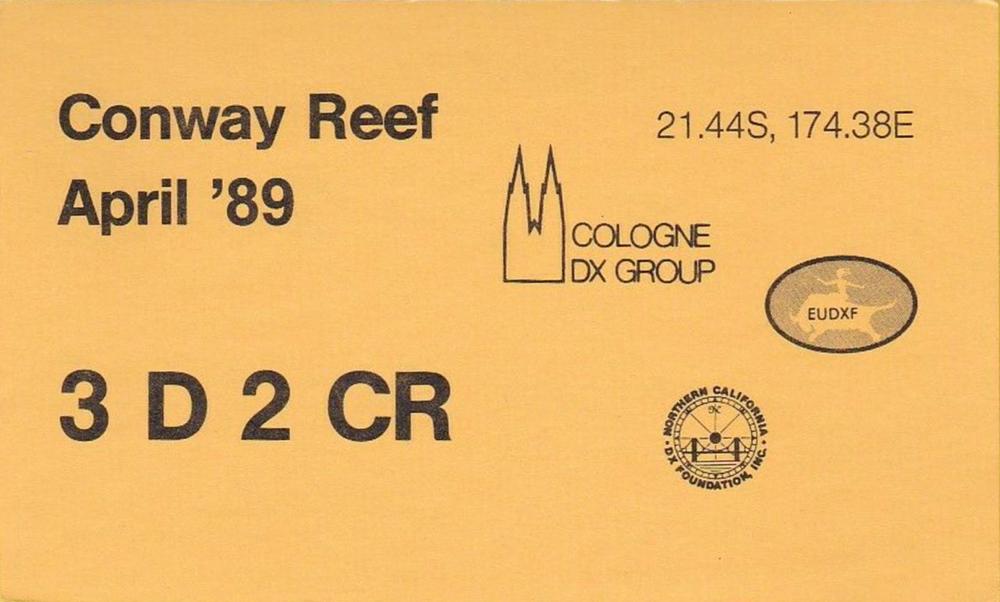 Conway Reef
April '89
21.44S, 174.38E
COLOGNE
DX GROUP
EUDXF
NORTHERN CALIFORNIA
• DX FOUNDATION, INC. •
3 D 2 CR